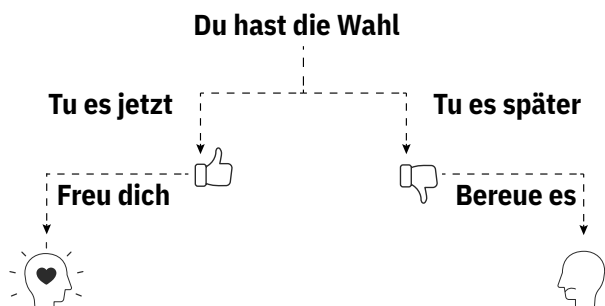 Du hast die Wahl
Tu es jetzt
Tu es später
Freu dich
Bereue es